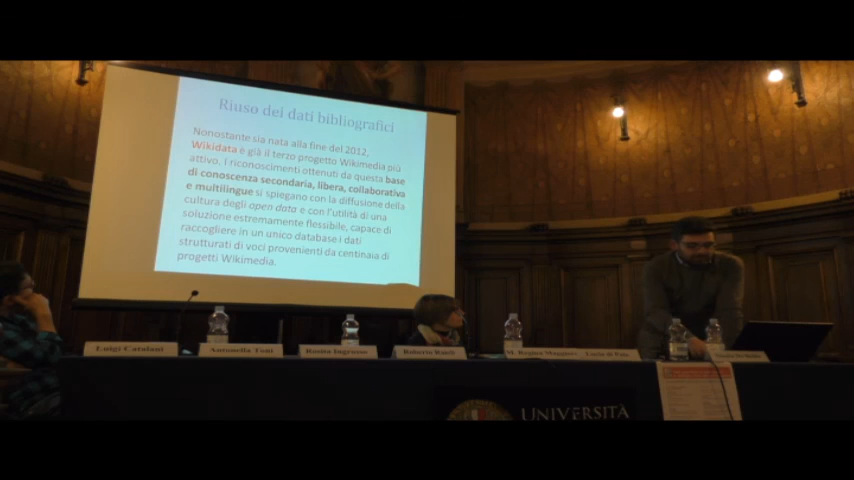 Riuso dei dati bibliografici
Nonostante sia nata alla fine del 2012,
Wikidata è già il terzo progetto Wikimedia più
attivo. I riconoscimenti ottenuti da questa base
di conoscenza secondaria, libera, collaborativa
e multilingue si spiegano con la diffusione della
cultura degli open data e con l'utilità di una
soluzione estremamente flessibile, capace di
raccogliere in un unico database i dati
strutturati di voci provenienti da centinaia di
progetti Wikimedia.
Luigi Catalani
Antonella Toni
Roberto Raieli
UNIVERSITÀ